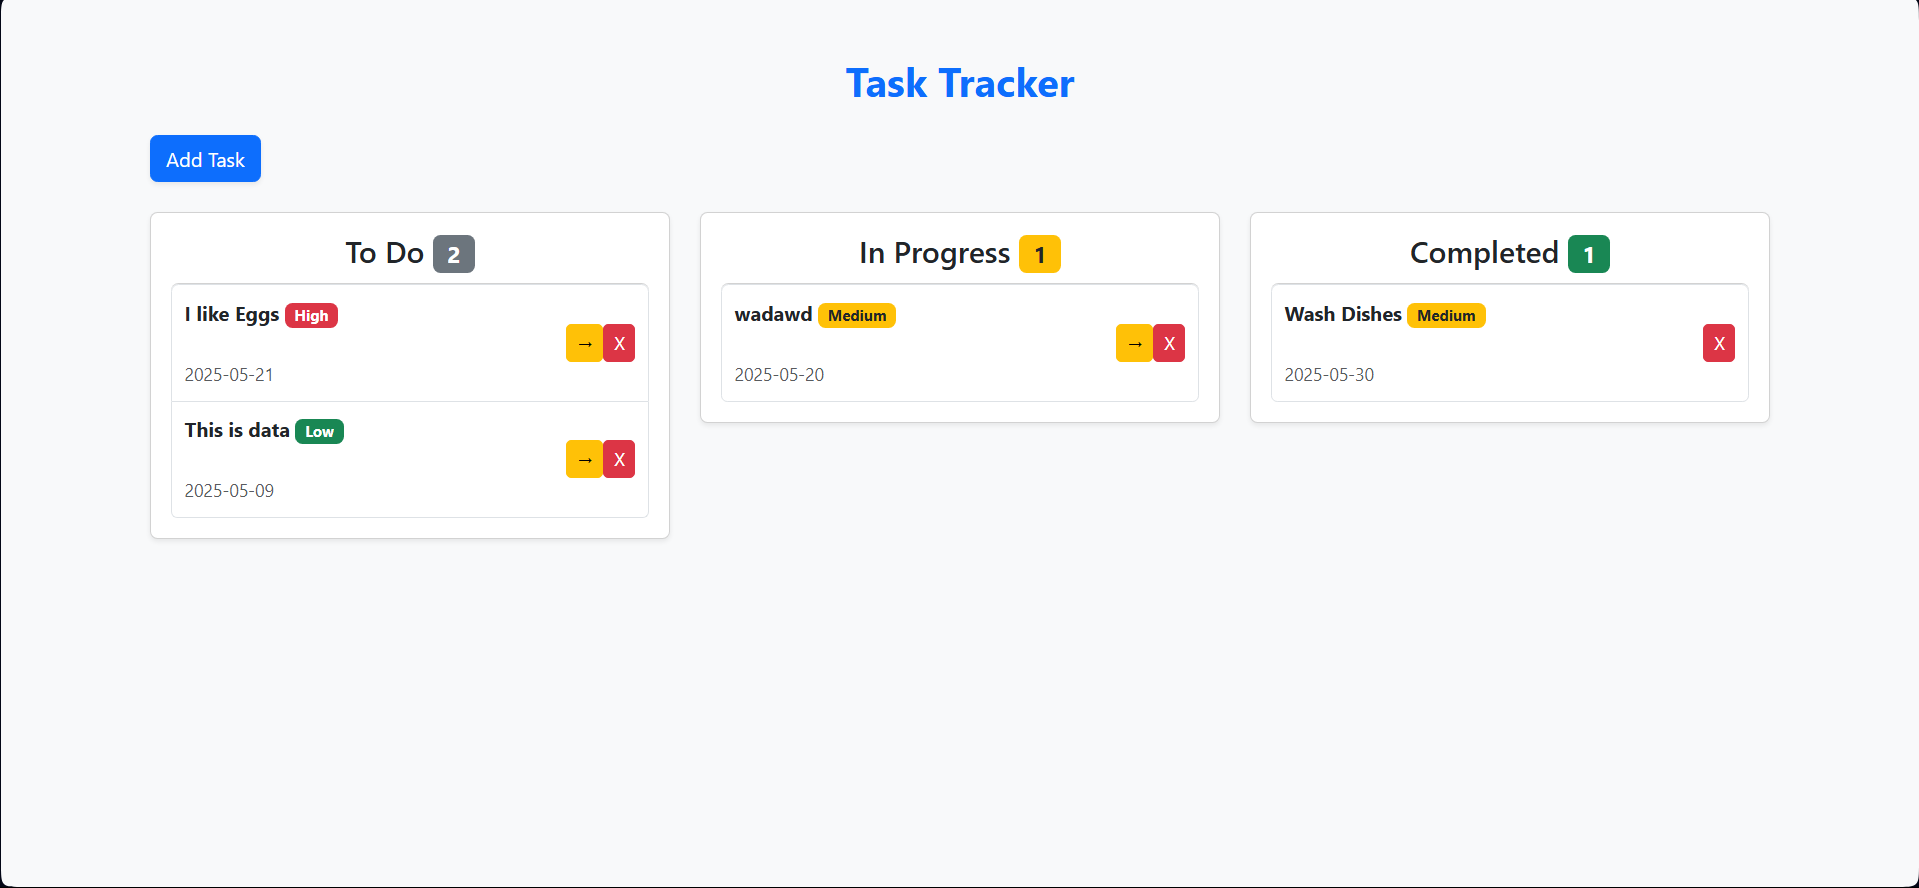 Task Tracker
Add Task
To Do 2
I like Eggs High
→ X
2025-05-21
This is data Low
→ X
2025-05-09
In Progress 1
wadawd Medium
→ X
2025-05-20
Completed 1
Wash Dishes Medium
X
2025-05-30